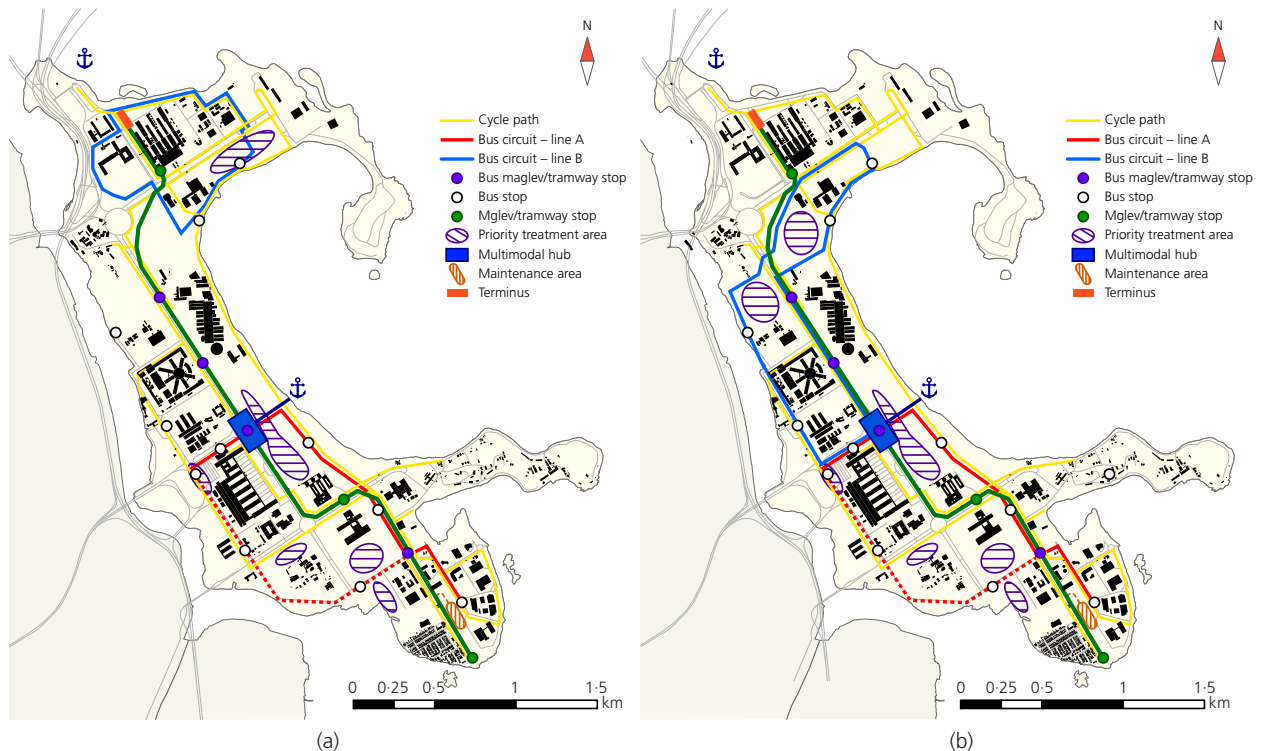 N
Cycle path
Bus circuit – line A
Bus circuit – line B
Bus maglev/tramway stop
Bus stop
Mglev/tramway stop
Priority treatment area
Multimodal hub
Maintenance area
Terminus
0 0·25 0·5 1 1·5
km
(a)
N
Cycle path
Bus circuit – line A
Bus circuit – line B
Bus maglev/tramway stop
Bus stop
Mglev/tramway stop
Priority treatment area
Multimodal hub
Maintenance area
Terminus
0 0·25 0·5 1 1·5
km
(b)